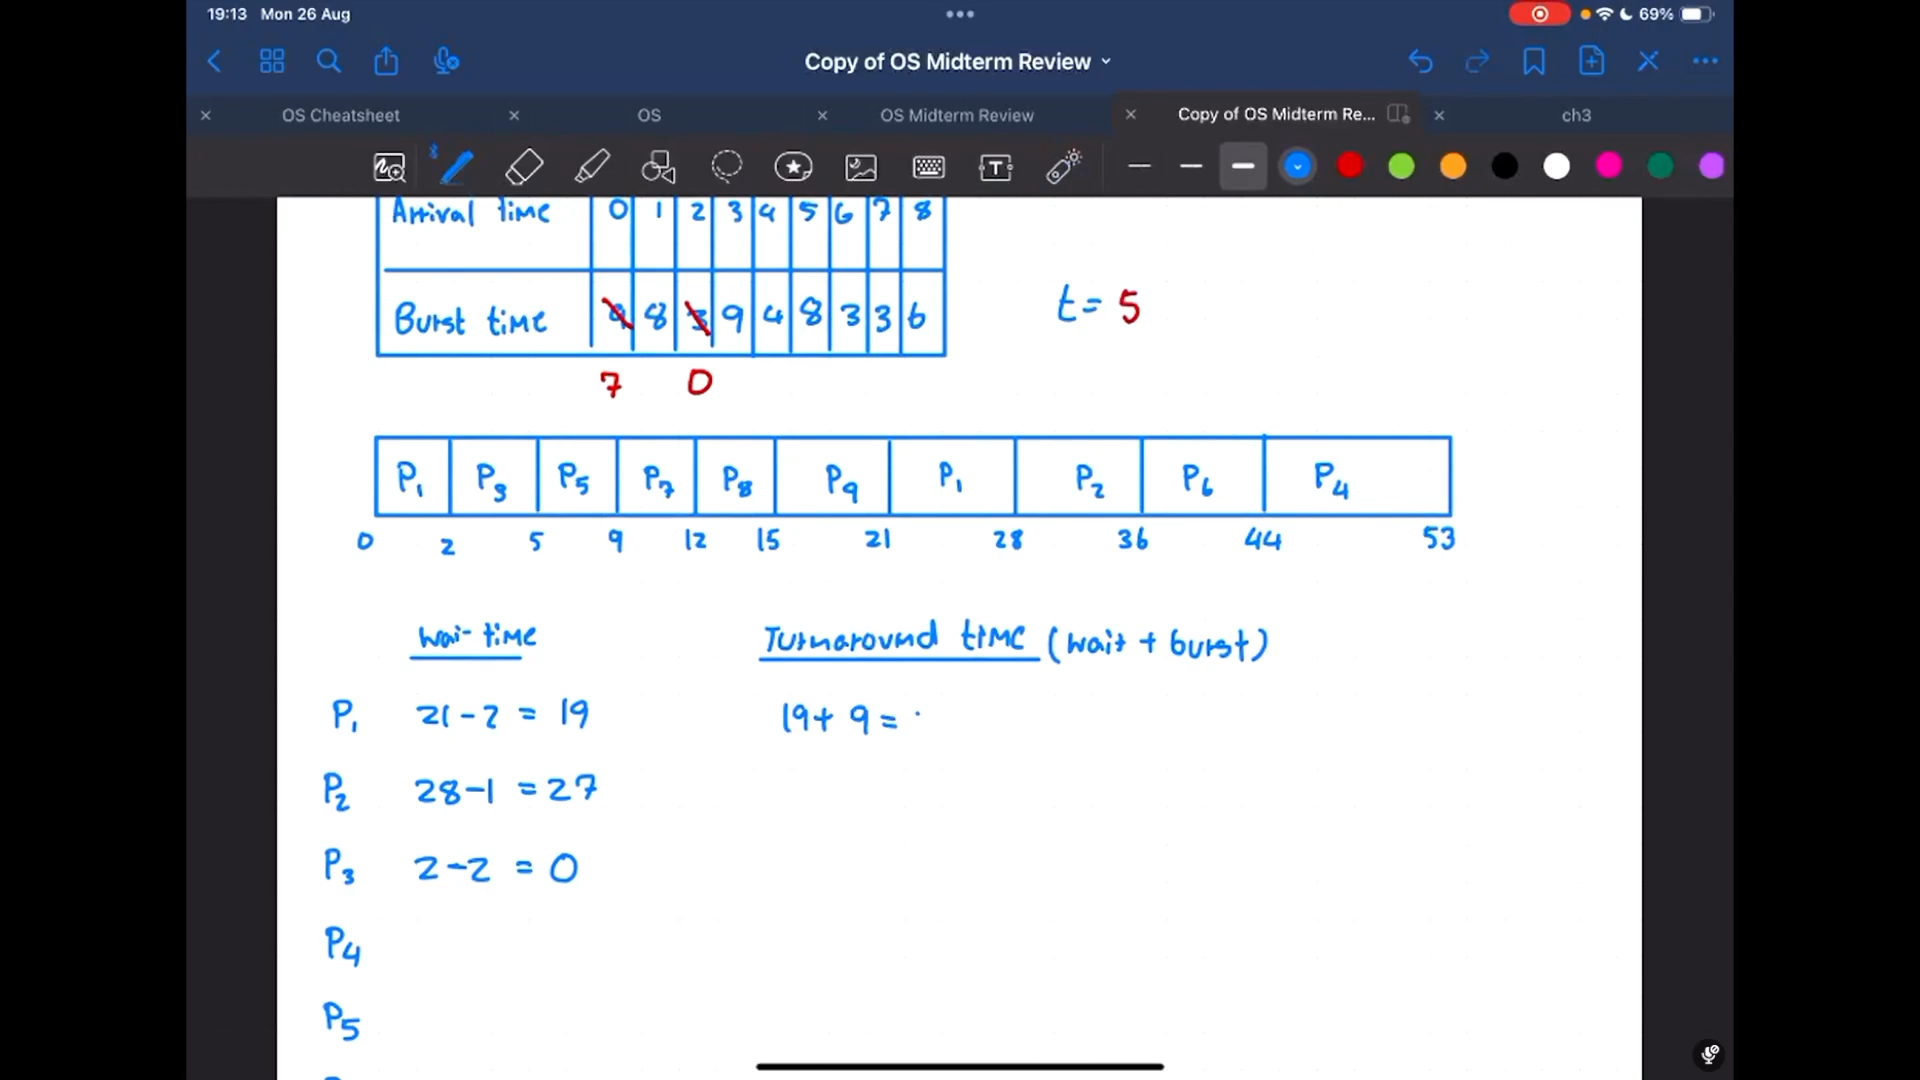 19:13 Mon 26 Aug
69%
Copy of OS Midterm Review
OS Cheatsheet OS OS Midterm Review Copy of OS Midterm Re... ch3
Arrival time 0 1 2 3 4 5 6 7 8
Burst time 9 8 3 9 4 8 3 3 6
t = 5
7 0
P1 P3 P5 P7 P8 P9 P1 P2 P6 P4
0 2 5 9 12 15 21 28 36 44 53
wait time Turnaround time (wait + burst)
P1 21 - 2 = 19 19 + 9 =
P2 28 - 1 = 27
P3 2 - 2 = 0
P4
P5